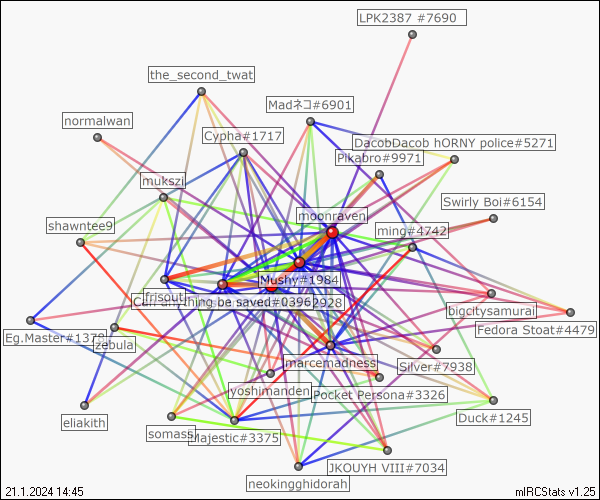 LPK2387 #7690
the_second_twat
Madネコ#6901
normalwan
Cypha#1717
DacobDacob hORNY police#5271
Pikabro#9971
mukszi
Swirly Boi#6154
moonraven
shawntee9
ming#4742
Mushy#1984
frisout
Can anything be saved#0396
2928
bigcitysamurai
Fedora Stoat#4479
Eg.Master#1379
zebula
marcemadness
Silver#7938
yoshimanden
Pocket Persona#3326
eliakith
somass
Majestic#3375
Duck#1245
JKOUYH VIII#7034
neokingghidorah
21.1.2024 14:45
mIRCStats v1.25